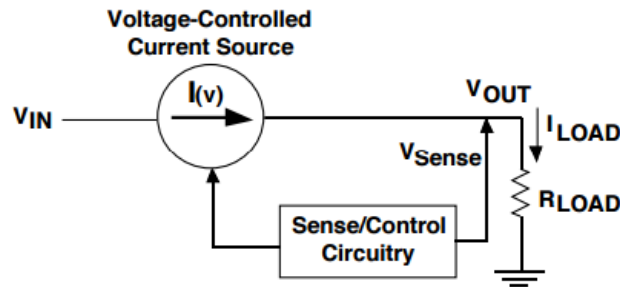 Voltage-Controlled
Current Source
I(v)
VIN
VOUT
ILOAD
VSense
RLOAD
Sense/Control
Circuitry